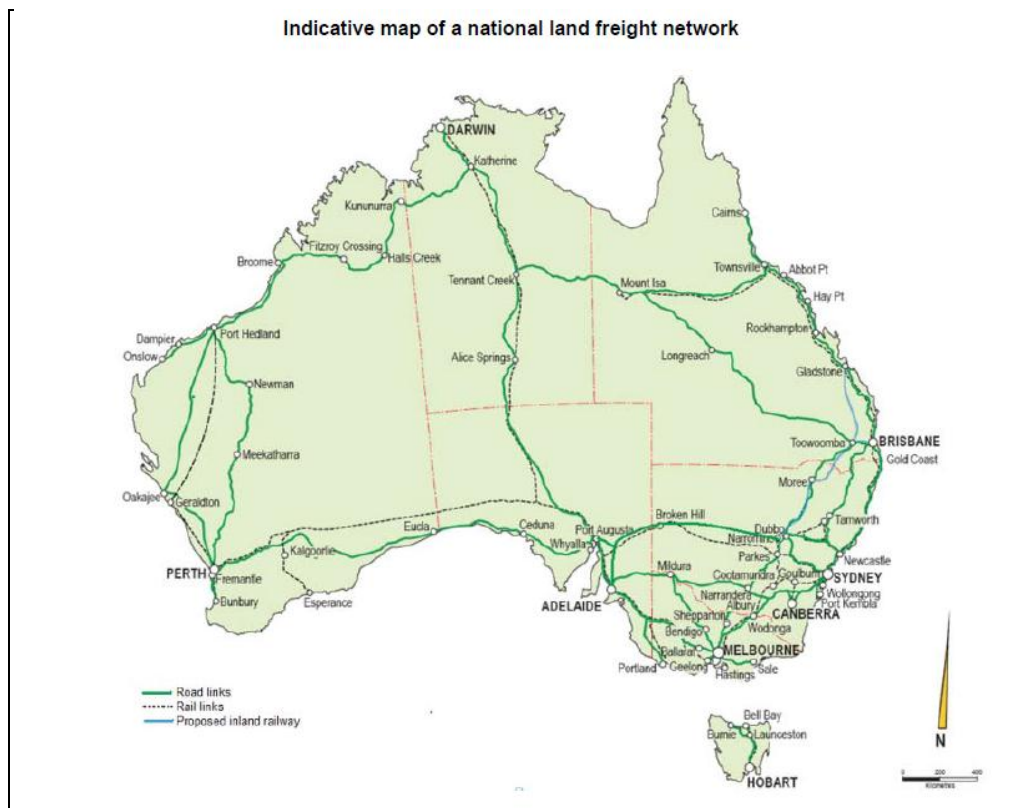 Indicative map of a national land freight network
DARWIN
Katherine
Kununurra
Cairns
Fitzroy Crossing
Halls Creek
Broome
Townsville
Abbot Pt
Tennant Creek
Mount Isa
Hay Pt
Rockhampton
Port Hedland
Dampier
Onslow
Alice Springs
Longreach
Gladstone
Newman
Toowoomba
BRISBANE
Gold Coast
Meekatharra
Moree
Oakajee
Geraldton
Broken Hill
Tamworth
Eucla
Ceduna
Port Augusta
Dubbo
Narromine
Whyalla
Kalgoorlie
Parkes
Newcastle
Mildura
PERTH
Fremantle
Cootamundra
Goulburn
SYDNEY
Bunbury
Esperance
ADELAIDE
Narrandera
Wollongong
Port Kembla
Albury
CANBERRA
Shepparton
Wodonga
Bendigo
Ballarat
MELBOURNE
Portland
Geelong
Sale
Hastings
Road links
Rail links
Proposed inland railway
Bell Bay
Burnie
Launceston
HOBART
N
0 200 400
Kilometres